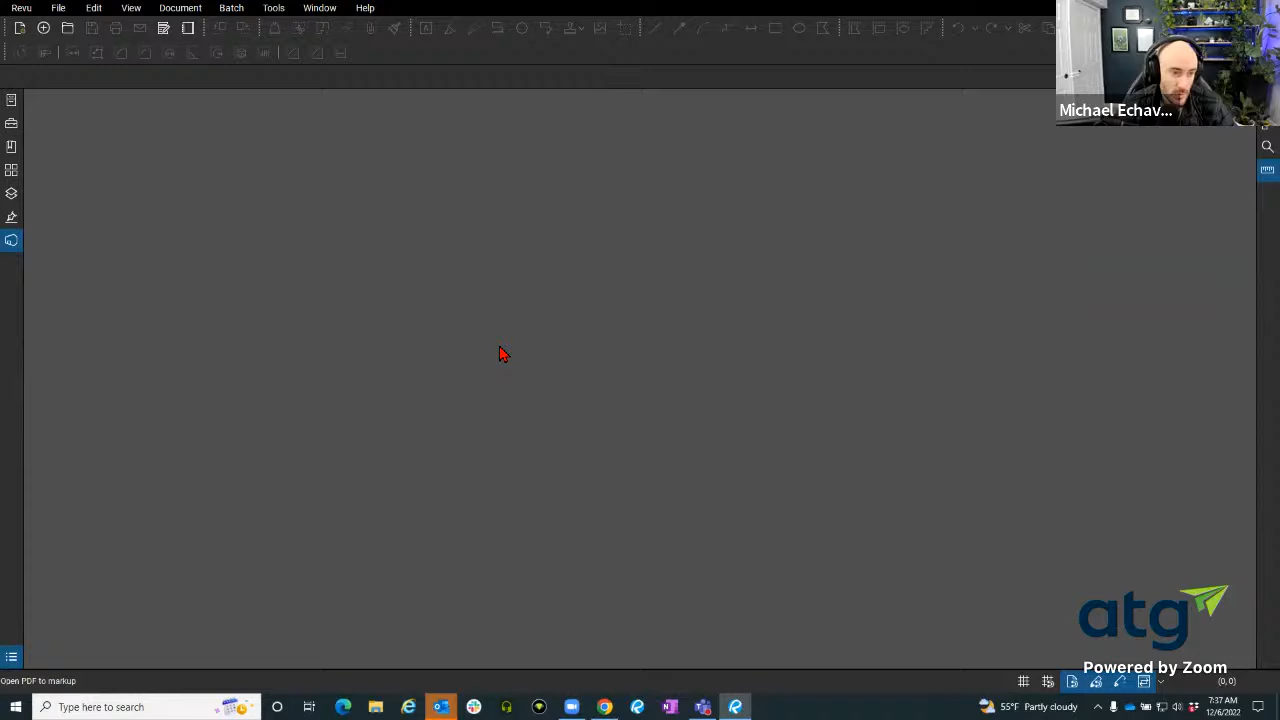 Revu File Edit View Document Batch Tools Window Help
Michael Echav...
atg
Powered by Zoom
Open PDF to markup
(0,0)
Type here to search
55°F Partly cloudy
7:37 AM
12/6/2022